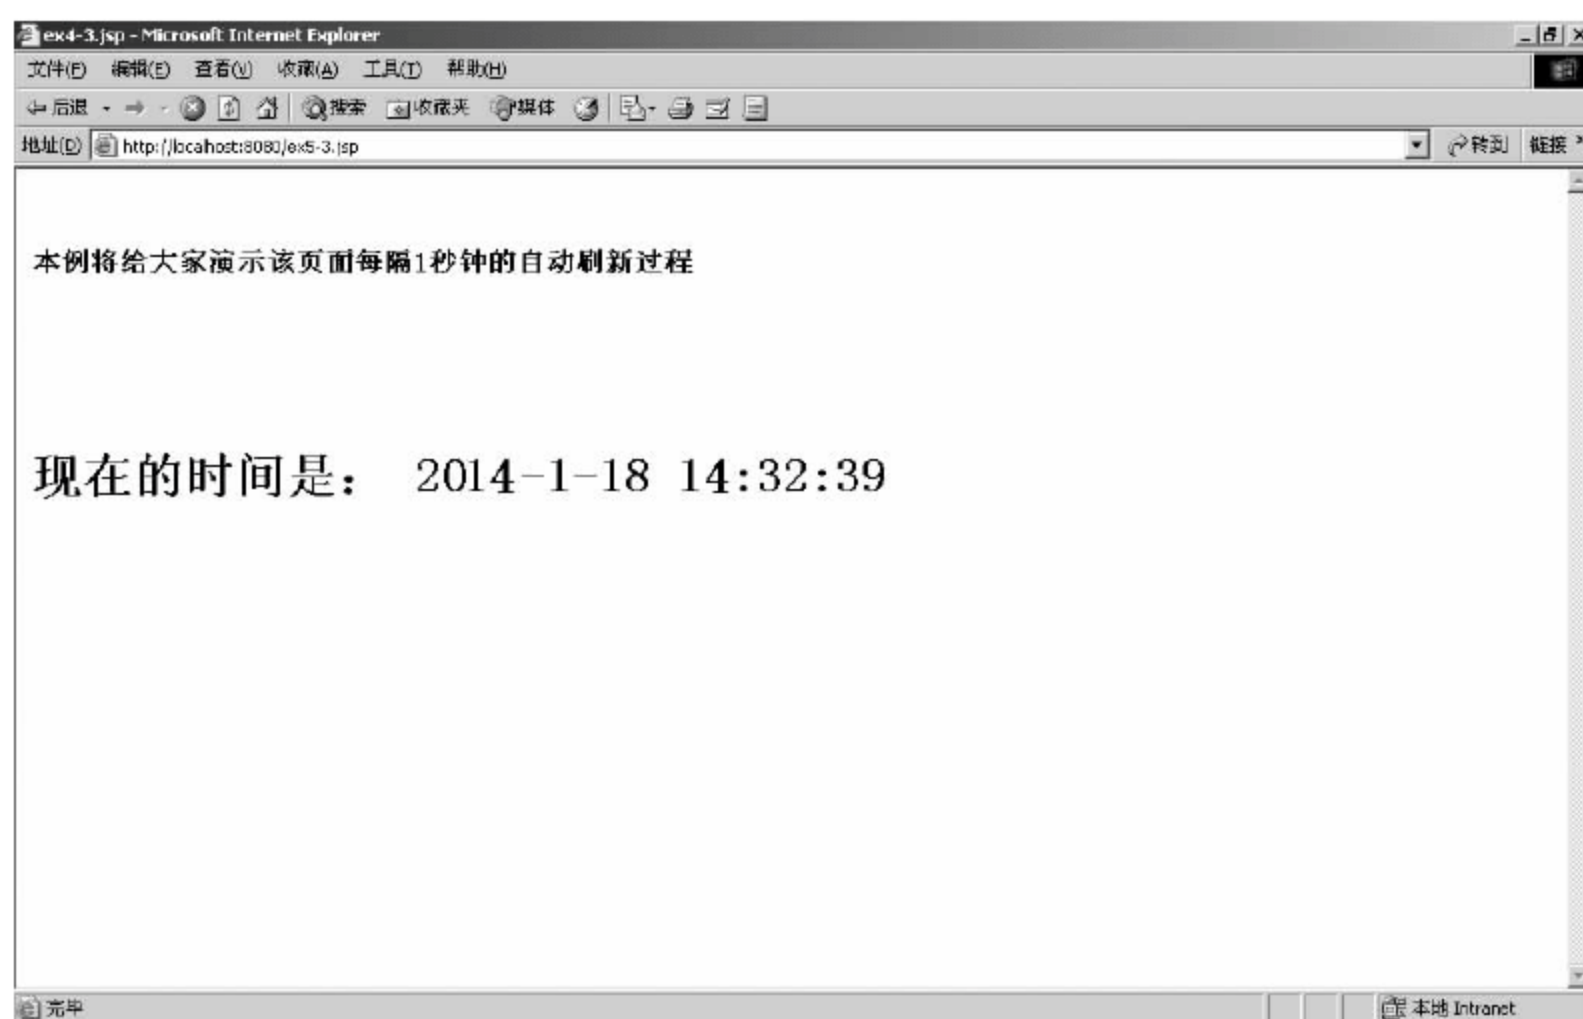 ex4-3.jsp - Microsoft Internet Explorer
文件(F) 编辑(E) 查看(V) 收藏(A) 工具(T) 帮助(H)
后退 搜索 收藏夹 媒体
地址(D) http://localhost:8080/ex5-3.jsp 转到 链接 »
本例将给大家演示该页面每隔1秒钟的自动刷新过程
现在的时间是: 2014-1-18 14:32:39
完毕 本地 Intranet